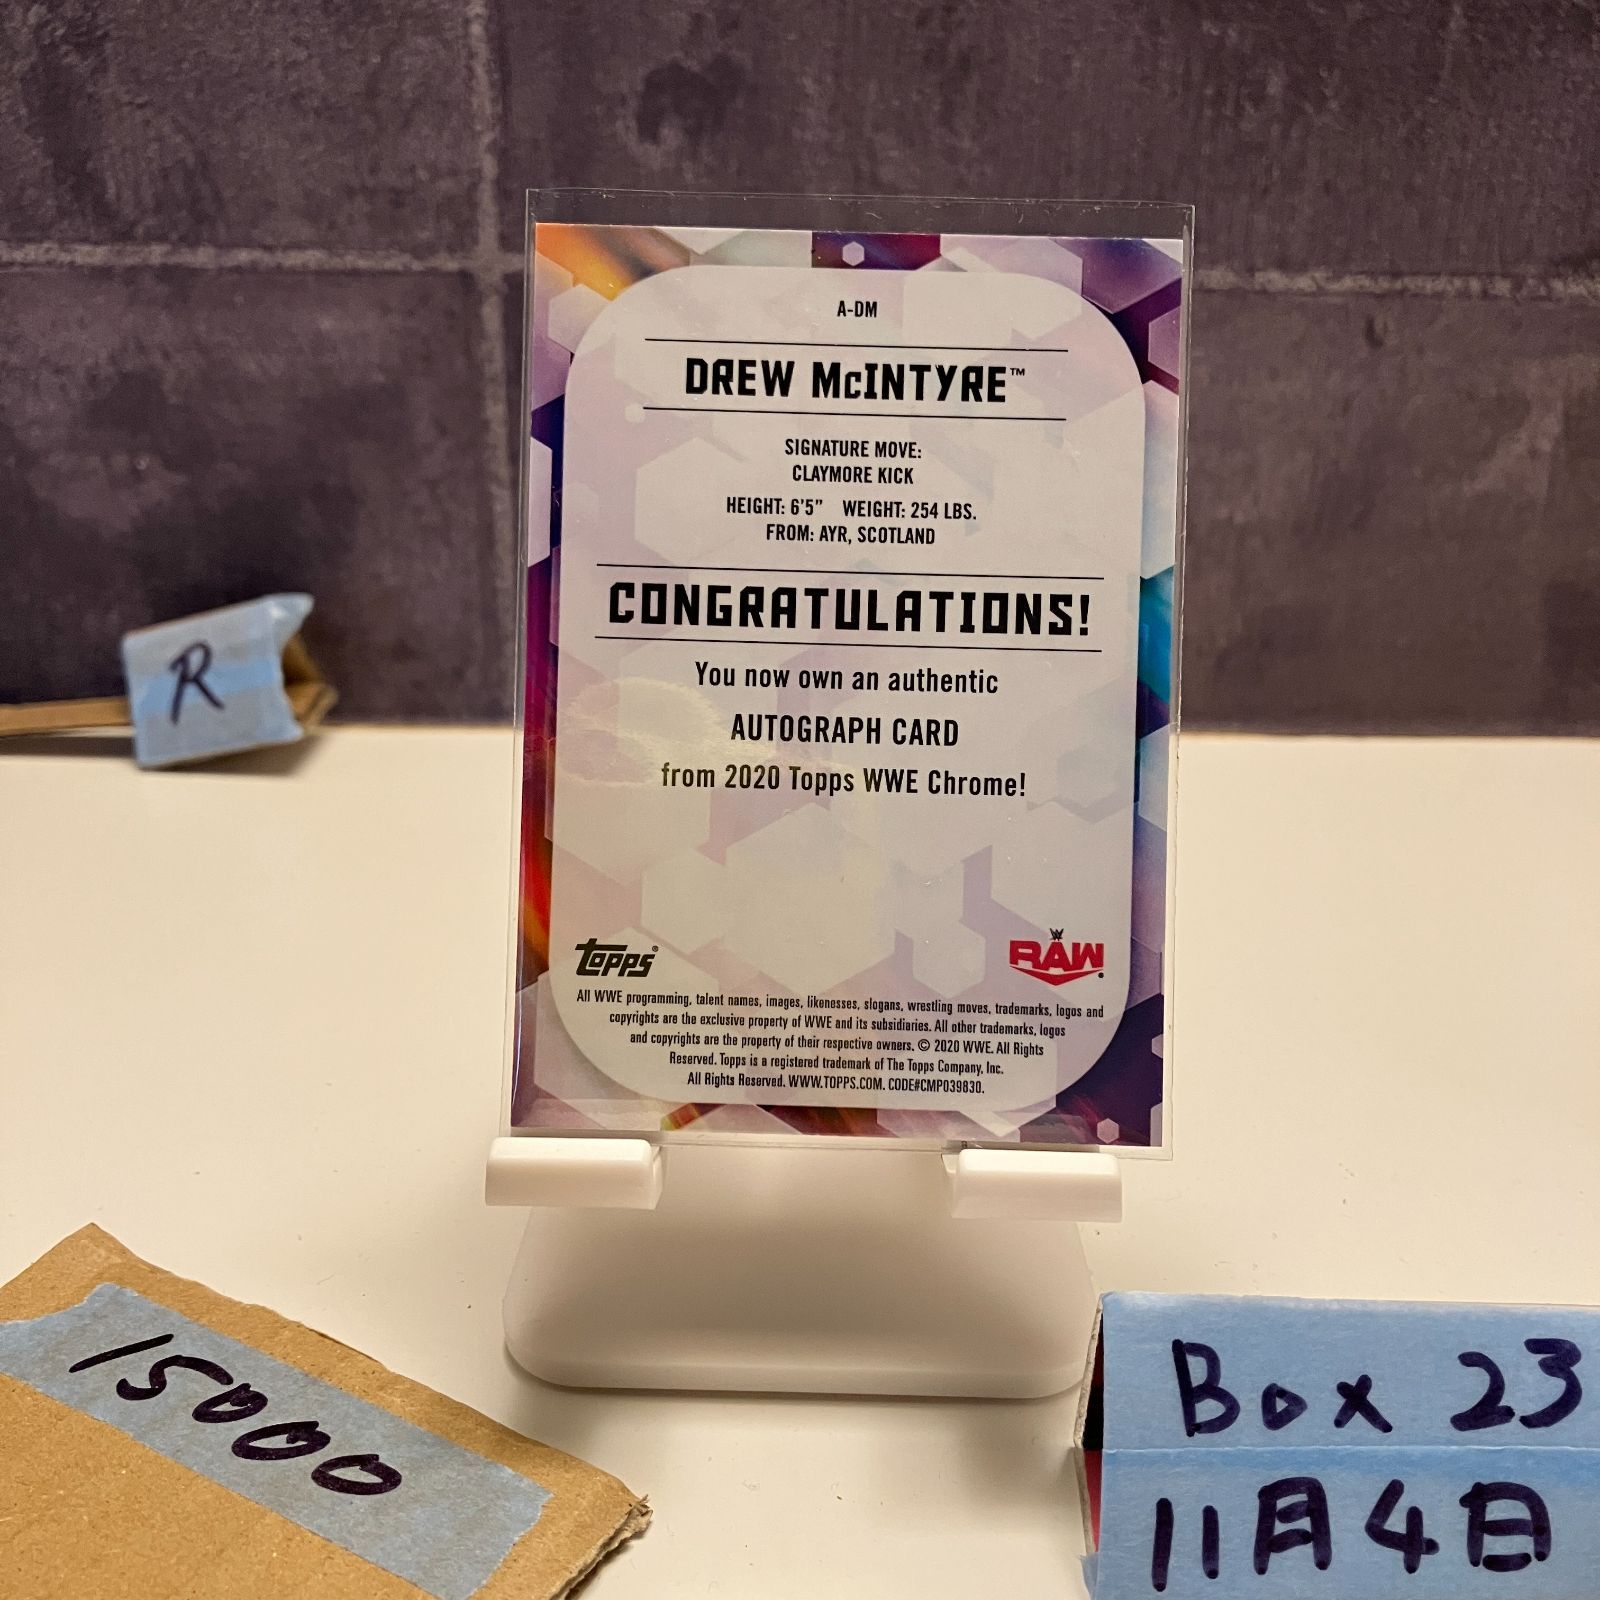 A-DM
DREW McINTYRE™
SIGNATURE MOVE:
CLAYMORE KICK
HEIGHT: 6'5" WEIGHT: 254 LBS.
FROM: AYR, SCOTLAND
CONGRATULATIONS!
You now own an authentic
AUTOGRAPH CARD
from 2020 Topps WWE Chrome!
topps®
W RAW
All WWE programming, talent names, images, likenesses, slogans, wrestling moves, trademarks, logos and
copyrights are the exclusive property of WWE and its subsidiaries. All other trademarks, logos
and copyrights are the property of their respective owners. © 2020 WWE. All Rights
Reserved. Topps is a registered trademark of The Topps Company, Inc.
All Rights Reserved. WWW.TOPPS.COM. CODE#CMP039830.
R
15000
Box 23
11月4日